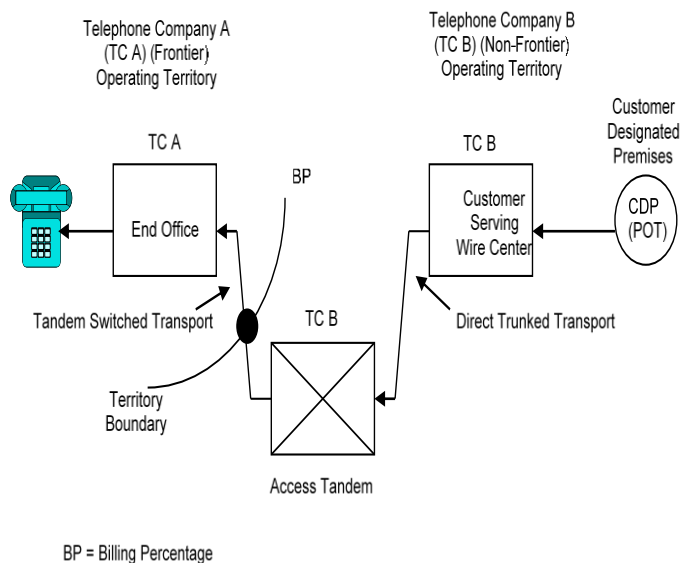 Telephone Company A
(TC A) (Frontier)
Operating Territory
Telephone Company B
(TC B) (Non-Frontier)
Operating Territory
Customer
Designated
Premises
TC A
TC B
BP
End Office
Customer
Serving
Wire Center
CDP
(POT)
Tandem Switched Transport
TC B
Direct Trunked Transport
Territory
Boundary
Access Tandem
BP = Billing Percentage